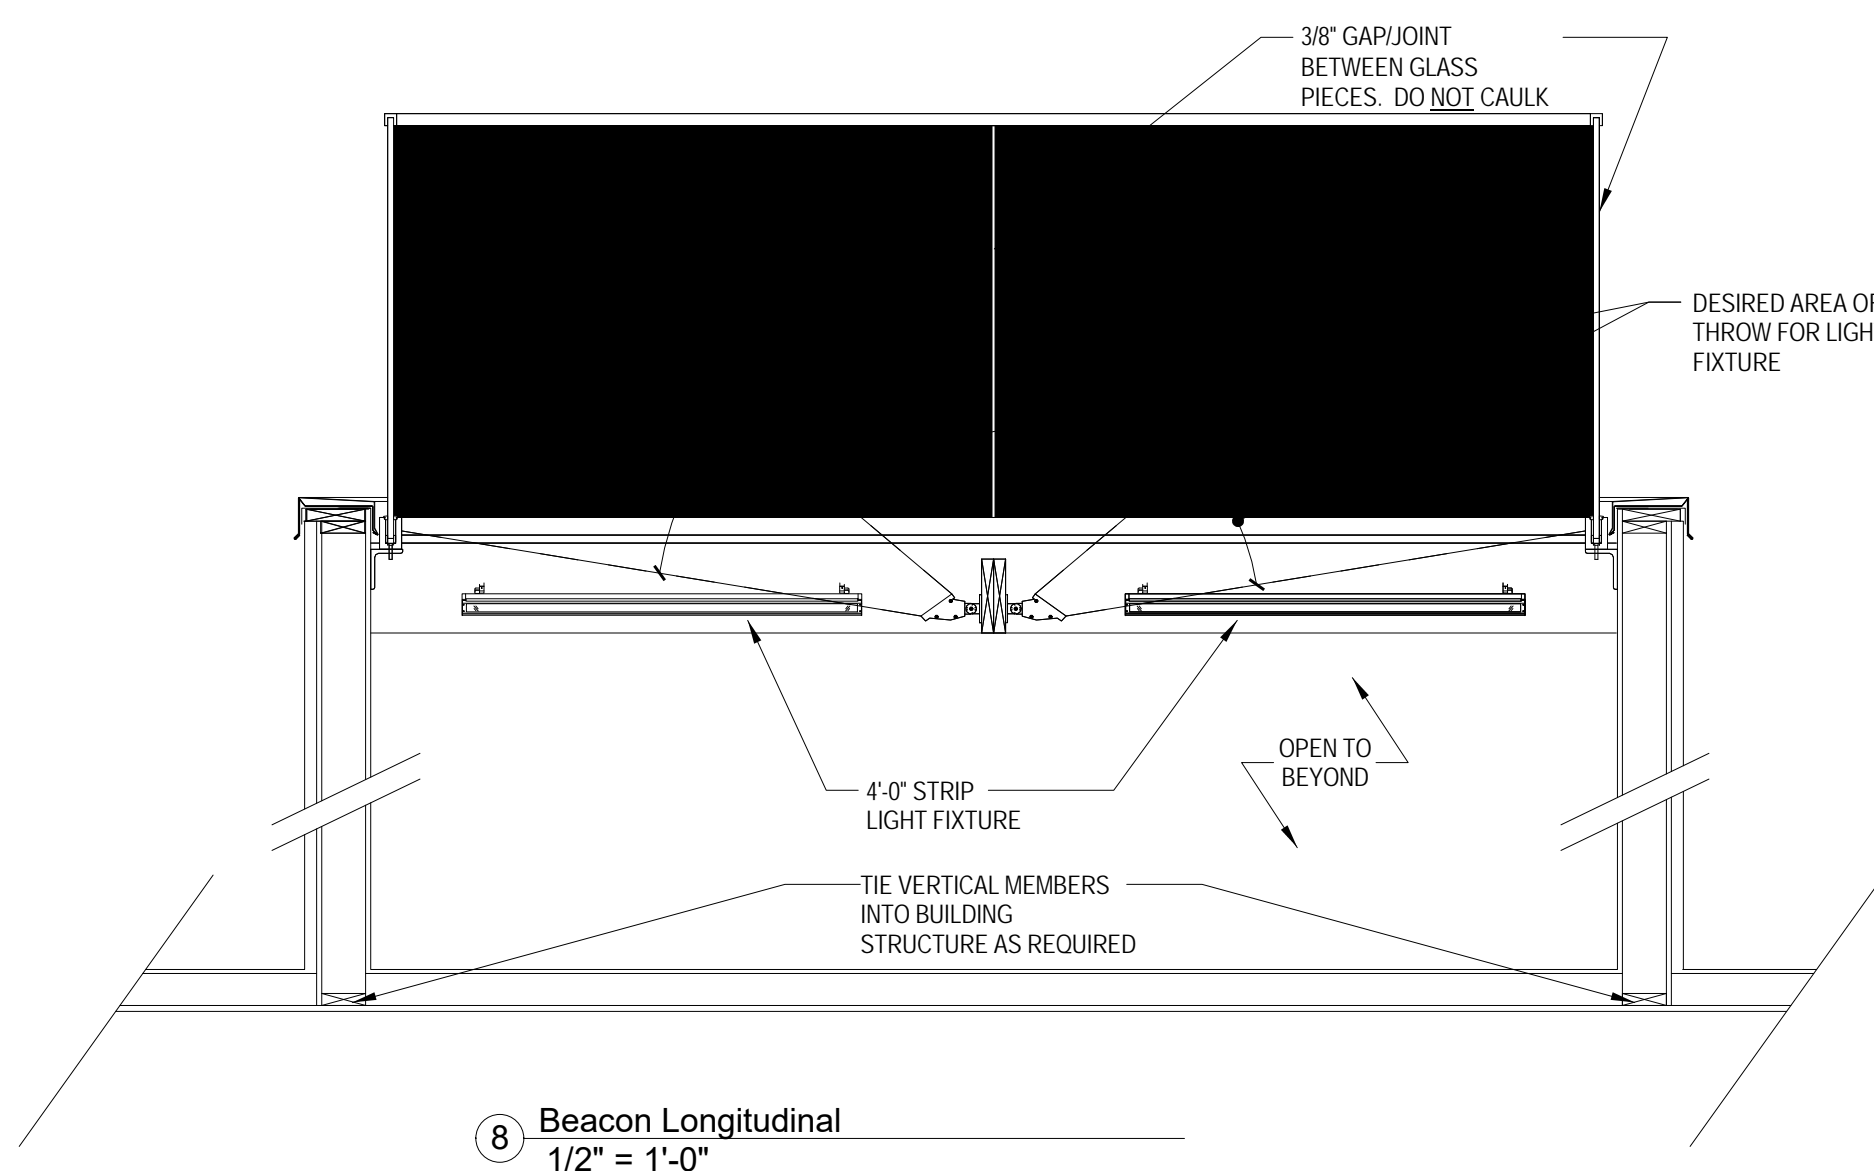 3/8" GAP/JOINT
BETWEEN GLASS
PIECES. DO NOT CAULK
DESIRED AREA OF
THROW FOR LIGH
FIXTURE
OPEN TO
BEYOND
4'-0" STRIP
LIGHT FIXTURE
TIE VERTICAL MEMBERS
INTO BUILDING
STRUCTURE AS REQUIRED
8 Beacon Longitudinal
1/2" = 1'-0"